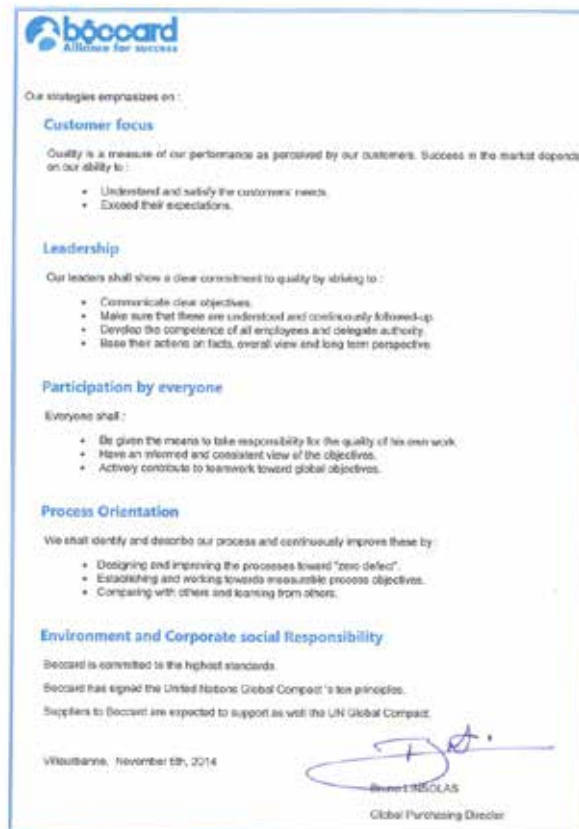 bóccard
Alliance for success
Our strategies emphasizes on :
Customer focus
Quality is a measure of our performance as perceived by our customers. Success in the market depends
on our ability to :
• Understand and satisfy the customers' needs.
• Exceed their expectations.
Leadership
Our leaders shall show a clear commitment to quality by striving to :
• Communicate clear objectives.
• Make sure that these are understood and continuously followed-up
• Develop the competence of all employees and delegate authority.
• Base their actions on facts, overall view and long term perspective
Participation by everyone
Everyone shall :
• Be given the means to take responsibility for the quality of his own work.
• Have an informed and consistent view of the objectives.
• Actively contribute to teamwork toward global objectives.
Process Orientation
We shall identify and describe our process and continuously improve these by :
• Designing and improving the processes toward "zero defect".
• Establishing and working towards measurable process objectives.
• Comparing with others and learning from others.
Environment and Corporate social Responsibility
Boccard is committed to the highest standards.
Boccard has signed the United Nations Global Compact 's ten principles.
Suppliers to Boccard are expected to support as well the UN Global Compact.
Villeurbanne, November 6th, 2014
Bruno LINSOLAS
Global Purchasing Director